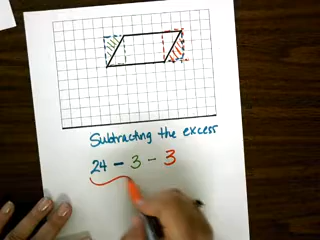 Subtracting the excess
24 - 3 - 3